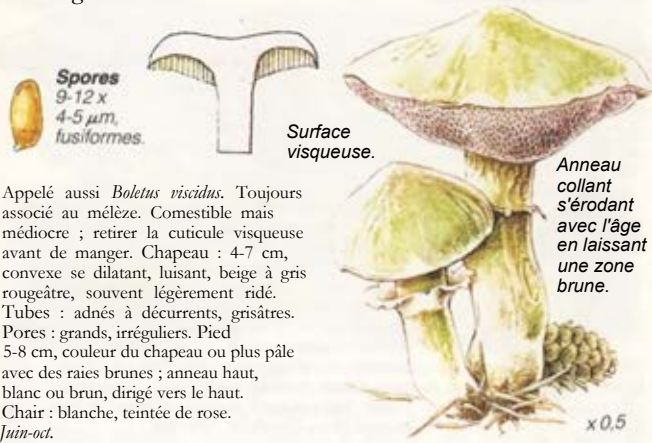 Spores
9-12 x
4-5 µm,
fusiformes.
Surface
visqueuse.
Anneau
collant
s'érodant
avec l'âge
en laissant
une zone
brune.
Appelé aussi Boletus viscidus. Toujours
associé au mélèze. Comestible mais
médiocre ; retirer la cuticule visqueuse
avant de manger. Chapeau : 4-7 cm,
convexe se dilatant, luisant, beige à gris
rougeâtre, souvent légèrement ridé.
Tubes : adnés à décurrents, grisâtres.
Pores : grands, irréguliers. Pied
5-8 cm, couleur du chapeau ou plus pâle
avec des raies brunes ; anneau haut,
blanc ou brun, dirigé vers le haut.
Chair : blanche, teintée de rose.
Juin-oct.
x 0,5